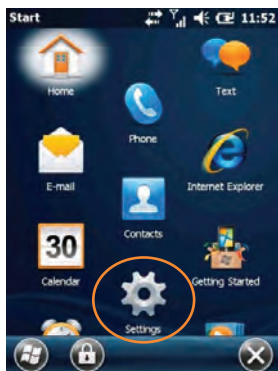 Start 11:52
Home
Text
Phone
E-mail
Internet Explorer
Contacts
30
Calendar
Getting Started
Settings